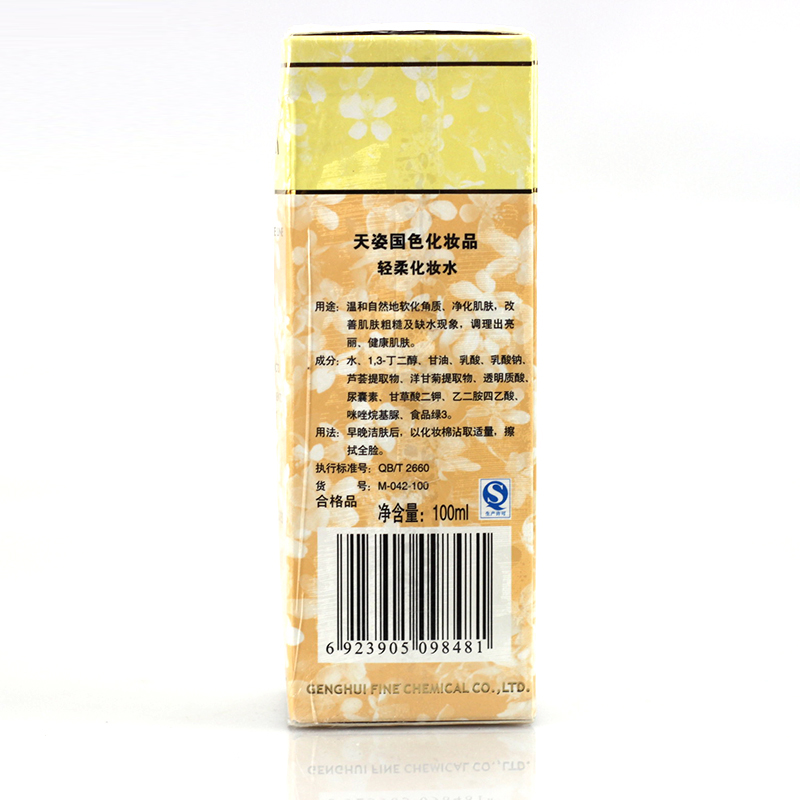 天姿国色化妆品
轻柔化妆水
用途：温和自然地软化角质、净化肌肤，改
善肌肤粗糙及缺水现象，调理出亮
丽、健康肌肤。
成分：水、1,3-丁二醇、甘油、乳酸、乳酸钠、
芦荟提取物、洋甘菊提取物、透明质酸、
尿囊素、甘草酸二钾、乙二胺四乙酸、
咪唑烷基脲、食品绿3。
用法：早晚洁肤后，以化妆棉沾取适量，擦
拭全脸。
执行标准号：QB/T 2660
货 号：M-042-100
合格品
净含量：100ml
生产许可
6 923905 098481
GENGHUI FINE CHEMICAL CO.,LTD.